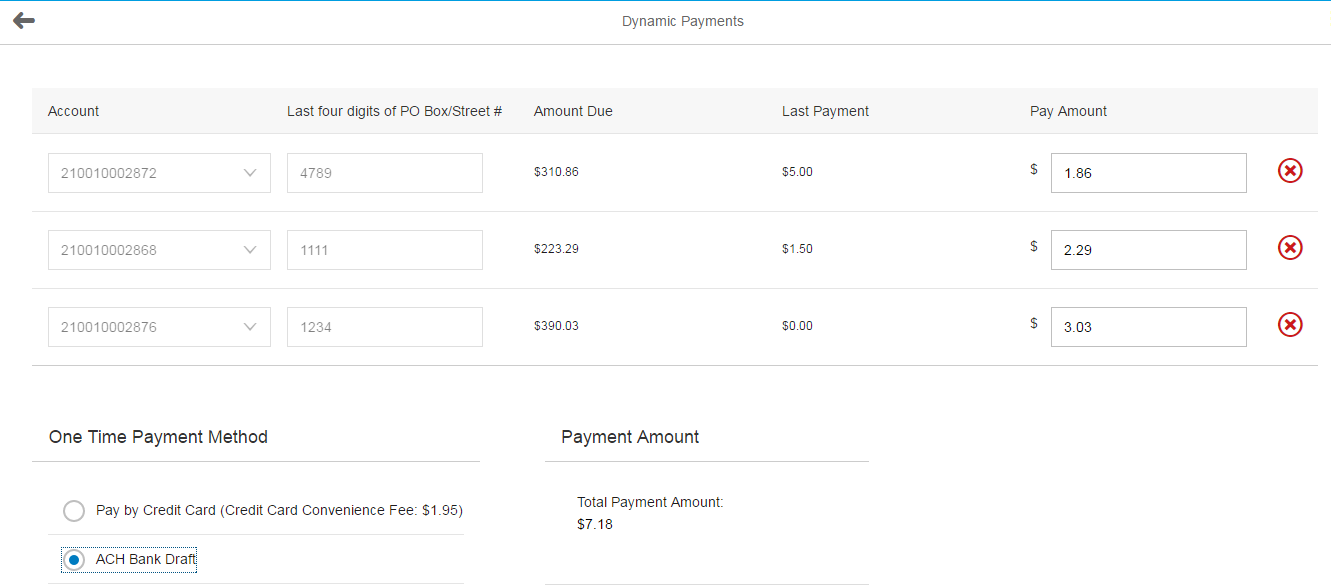 Dynamic Payments
Account Last four digits of PO Box/Street # Amount Due Last Payment Pay Amount
210010002872 4789 $310.86 $5.00 $ 1.86
210010002868 1111 $223.29 $1.50 $ 2.29
210010002876 1234 $390.03 $0.00 $ 3.03
One Time Payment Method
Pay by Credit Card (Credit Card Convenience Fee: $1.95)
ACH Bank Draft
Payment Amount
Total Payment Amount:
$7.18